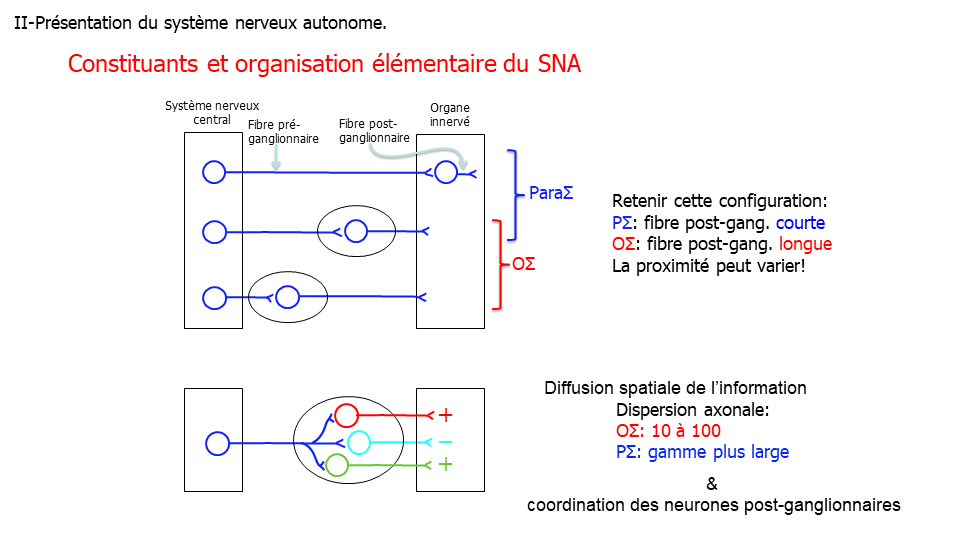 II-Présentation du système nerveux autonome.
Constituants et organisation élémentaire du SNA
Système nerveux
central
Fibre pré-
ganglionnaire
Fibre post-
ganglionnaire
Organe
innervé
ParaΣ
OΣ
Retenir cette configuration:
PΣ: fibre post-gang. courte
OΣ: fibre post-gang. longue
La proximité peut varier!
+
−
+
Diffusion spatiale de l'information
Dispersion axonale:
OΣ: 10 à 100
PΣ: gamme plus large
&
coordination des neurones post-ganglionnaires